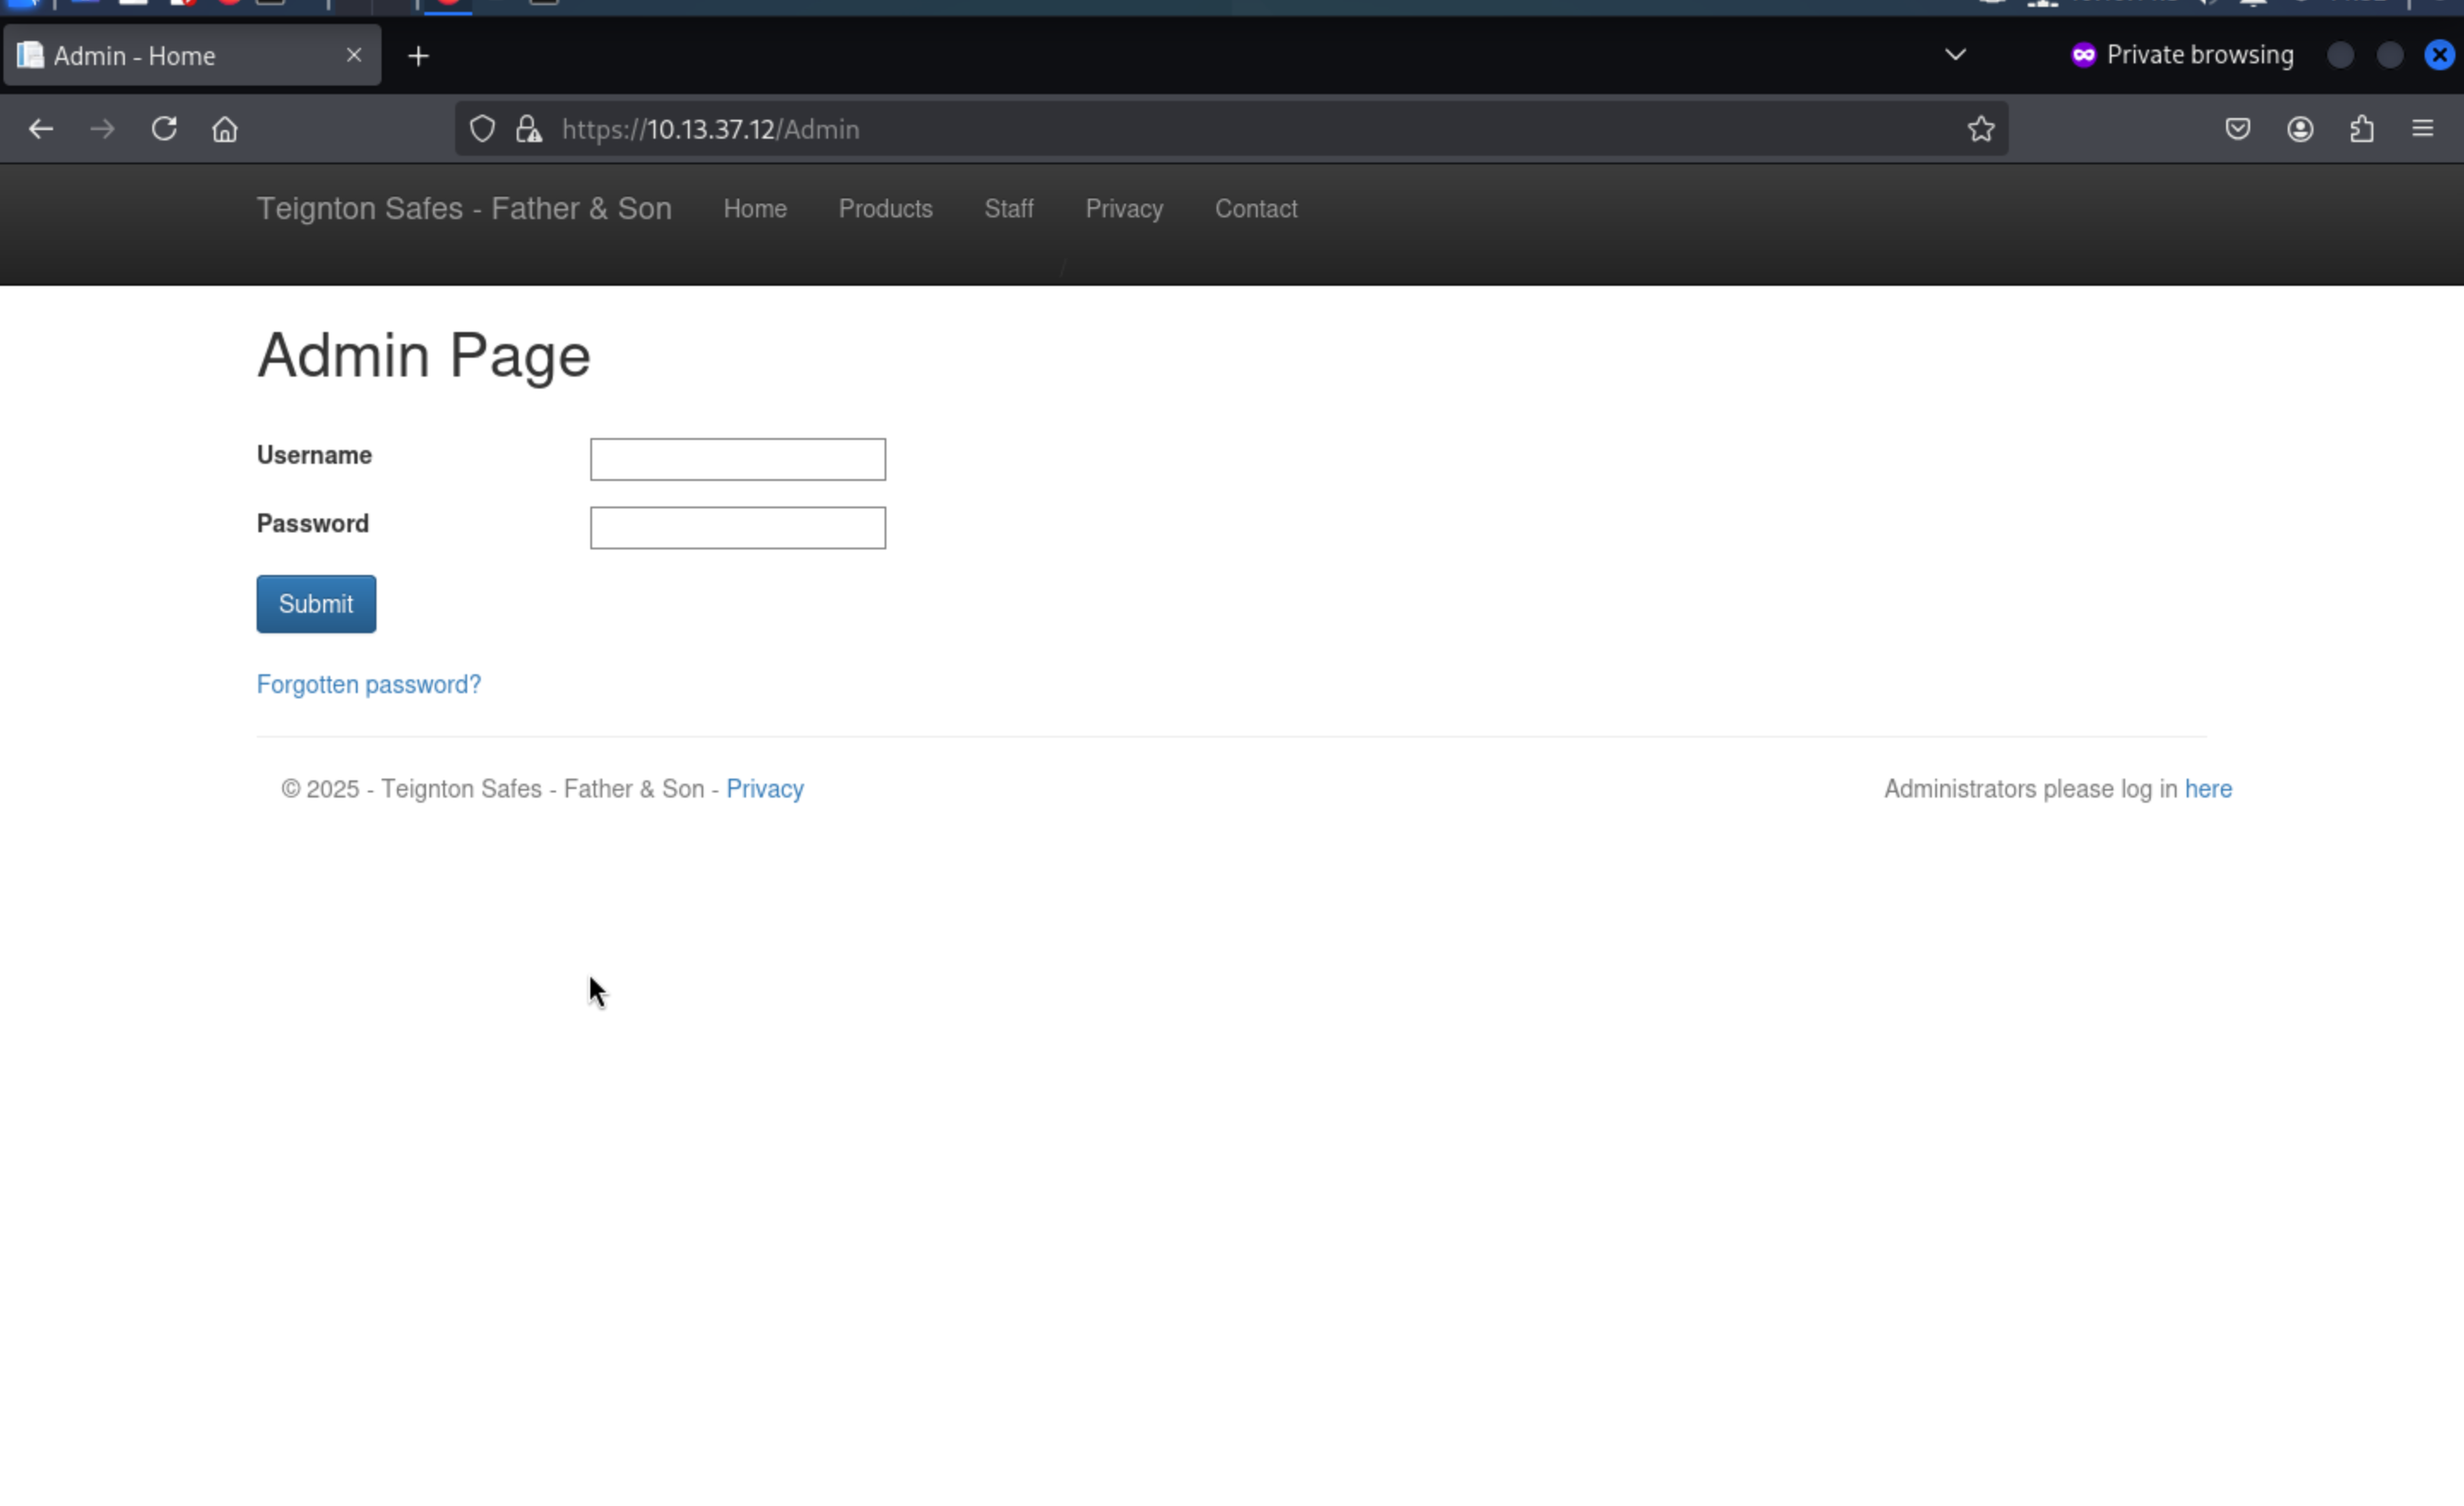 Admin - Home
Private browsing
https://10.13.37.12/Admin
Teignton Safes - Father & Son Home Products Staff Privacy Contact
Admin Page
Username
Password
Submit
Forgotten password?
© 2025 - Teignton Safes - Father & Son - Privacy
Administrators please log in here